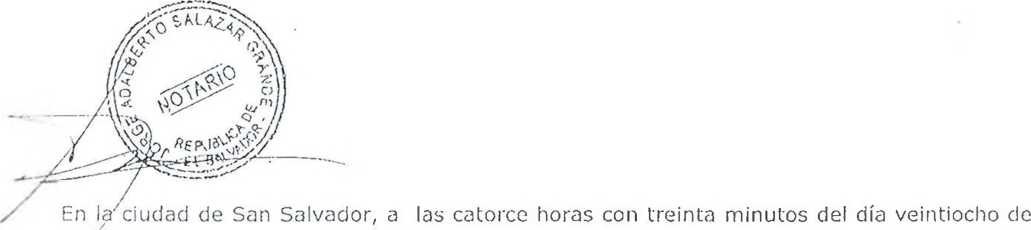 JORGE ADALBERTO SALAZAR GRANDE
NOTARIO
REPUBLICA DE
EL SALVADOR
En la ciudad de San Salvador, a las catorce horas con treinta minutos del día veintiocho de